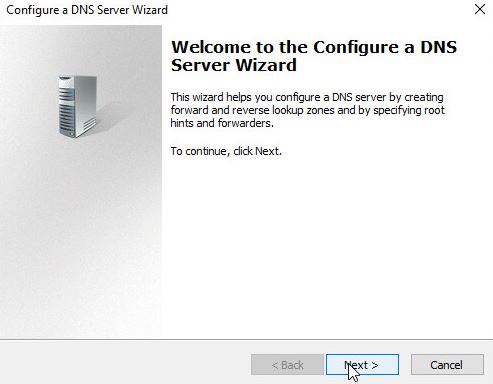 Configure a DNS Server Wizard
Welcome to the Configure a DNS
Server Wizard
This wizard helps you configure a DNS server by creating
forward and reverse lookup zones and by specifying root
hints and forwarders.
To continue, click Next.
< Back
Next >
Cancel